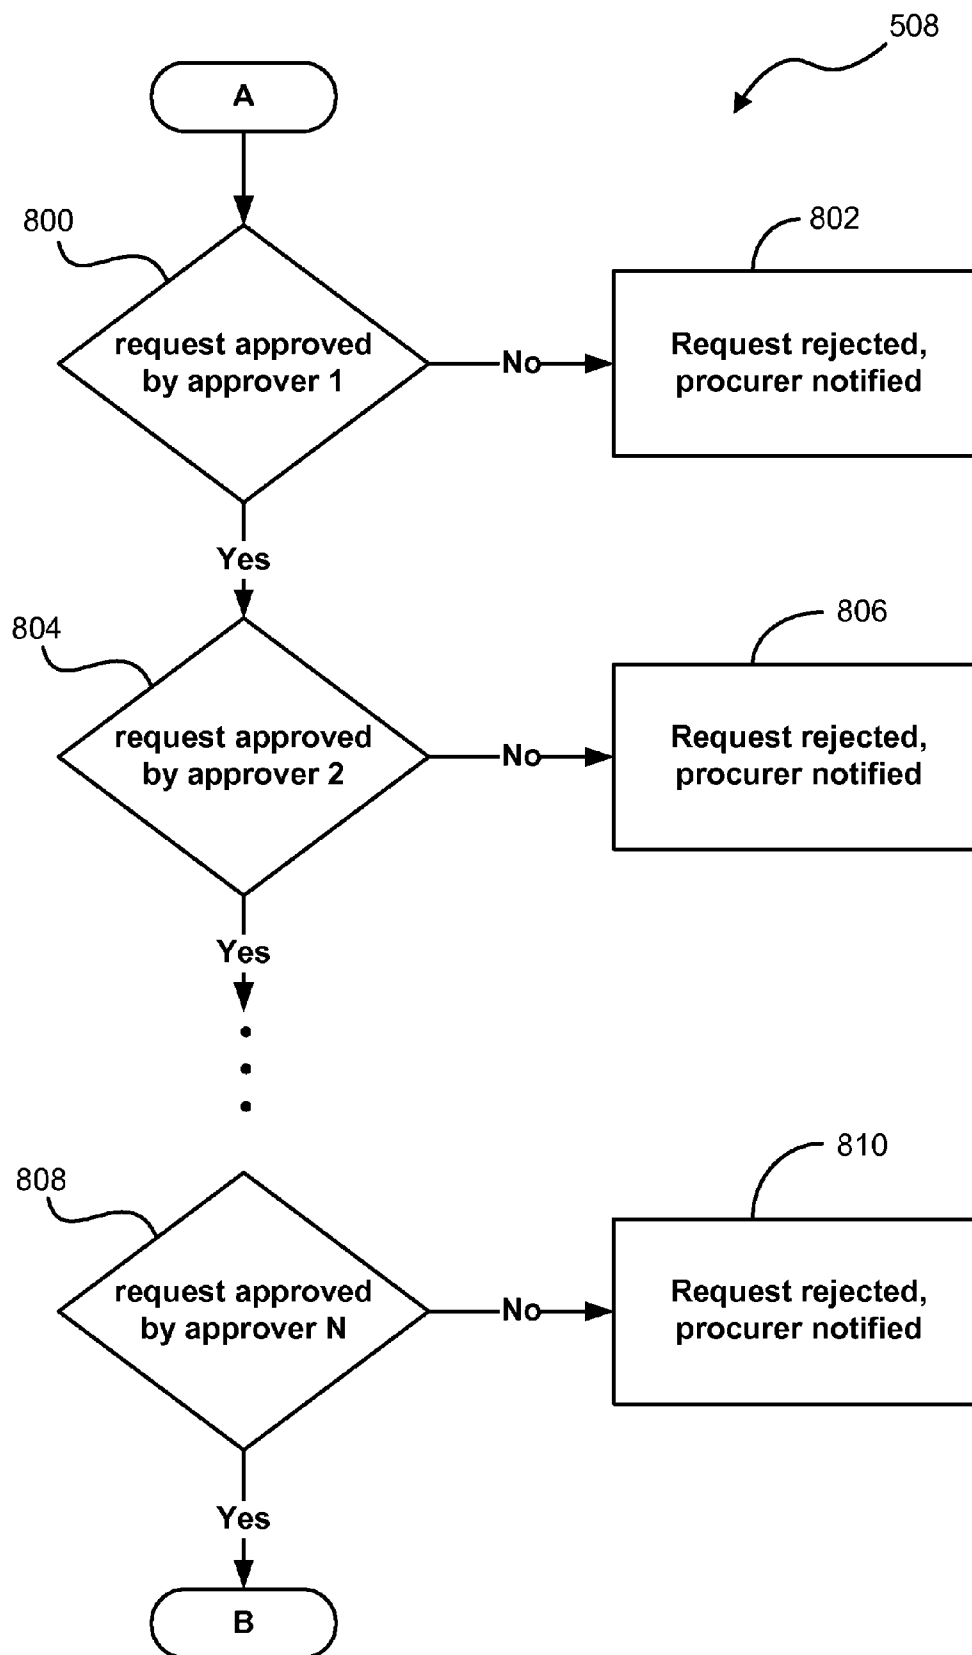 508
A
800
802
request approved
by approver 1
No
Request rejected,
procurer notified
Yes
804
806
request approved
by approver 2
No
Request rejected,
procurer notified
Yes
808
810
request approved
by approver N
No
Request rejected,
procurer notified
Yes
B